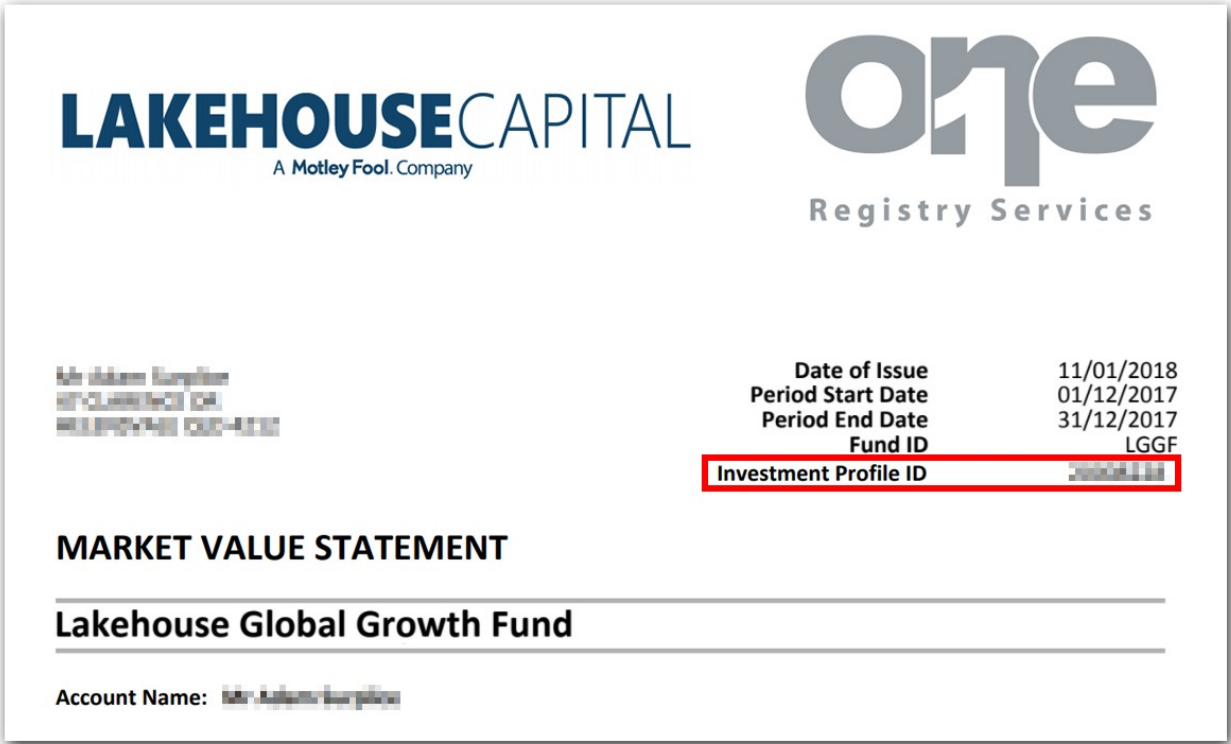 LAKEHOUSECAPITAL
A Motley Fool. Company
one
Registry Services
Date of Issue 11/01/2018
Period Start Date 01/12/2017
Period End Date 31/12/2017
Fund ID LGGF
Investment Profile ID
MARKET VALUE STATEMENT
Lakehouse Global Growth Fund
Account Name: